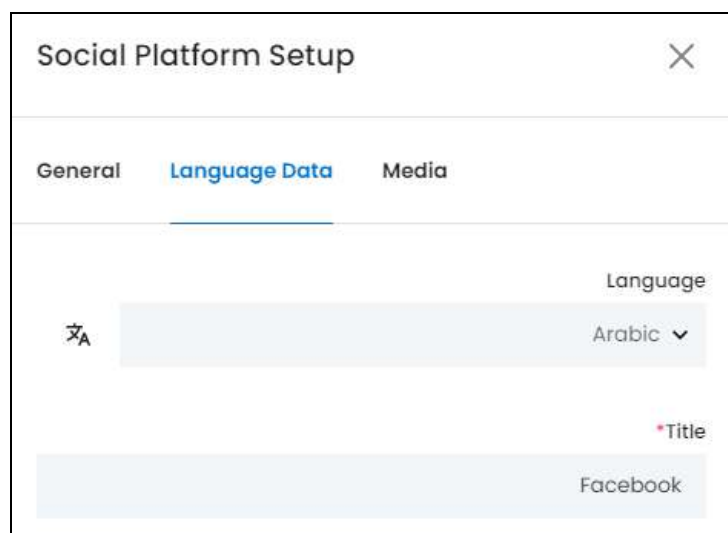 Social Platform Setup
General Language Data Media
Language
Arabic
*Title
Facebook